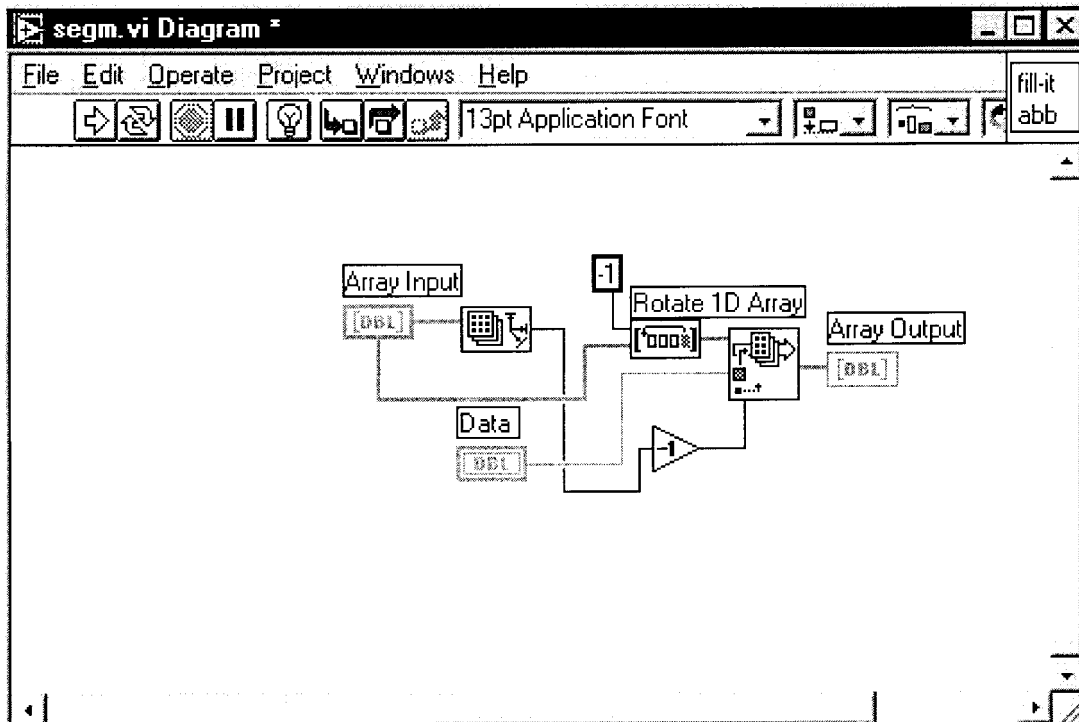 segm.vi Diagram *
File Edit Operate Project Windows Help
fill-it
abb
13pt Application Font
-1
Array Input
Rotate 1D Array
Array Output
[DBL]
[DBL]
Data
DBL
-1